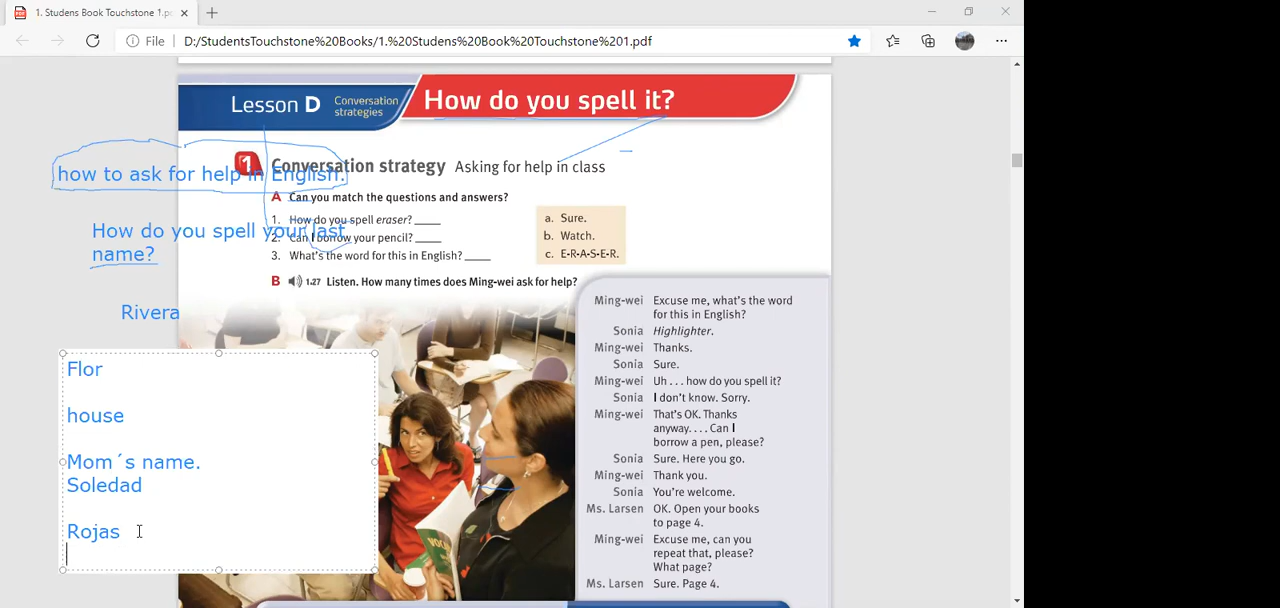 1. Studens Book Touchstone 1.pc
File D:/StudentsTouchstone%20Books/1.%20Studens%20Book%20Touchstone%201.pdf
Lesson D Conversation strategies
How do you spell it?
1 Conversation strategy Asking for help in class
how to ask for help in English.
A Can you match the questions and answers?
1. How do you spell eraser? ____
2. Can I borrow your pencil? ____
3. What's the word for this in English? ____
a. Sure.
b. Watch.
c. E-R-A-S-E-R.
How do you spell your last
name?
B 1.27 Listen. How many times does Ming-wei ask for help?
Rivera
Flor
house
Mom´s name.
Soledad
Rojas
Ming-wei Excuse me, what's the word
for this in English?
Sonia Highlighter.
Ming-wei Thanks.
Sonia Sure.
Ming-wei Uh . . . how do you spell it?
Sonia I don't know. Sorry.
Ming-wei That's OK. Thanks
anyway. . . . Can I
borrow a pen, please?
Sonia Sure. Here you go.
Ming-wei Thank you.
Sonia You're welcome.
Ms. Larsen OK. Open your books
to page 4.
Ming-wei Excuse me, can you
repeat that, please?
What page?
Ms. Larsen Sure. Page 4.